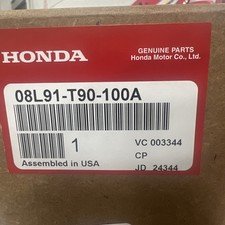 HONDA
GENUINE PARTS
Honda Motor Co., Ltd.
08L91-T90-100A
1
VC 003344
CP
Assembled in USA
JD 24344